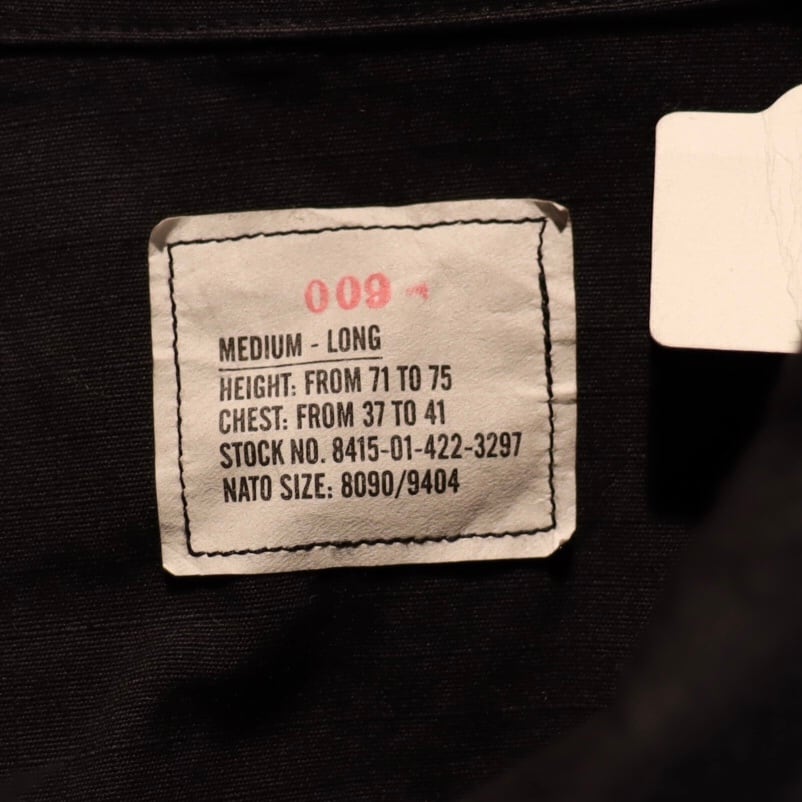 009
MEDIUM - LONG
HEIGHT: FROM 71 TO 75
CHEST: FROM 37 TO 41
STOCK NO. 8415-01-422-3297
NATO SIZE: 8090/9404